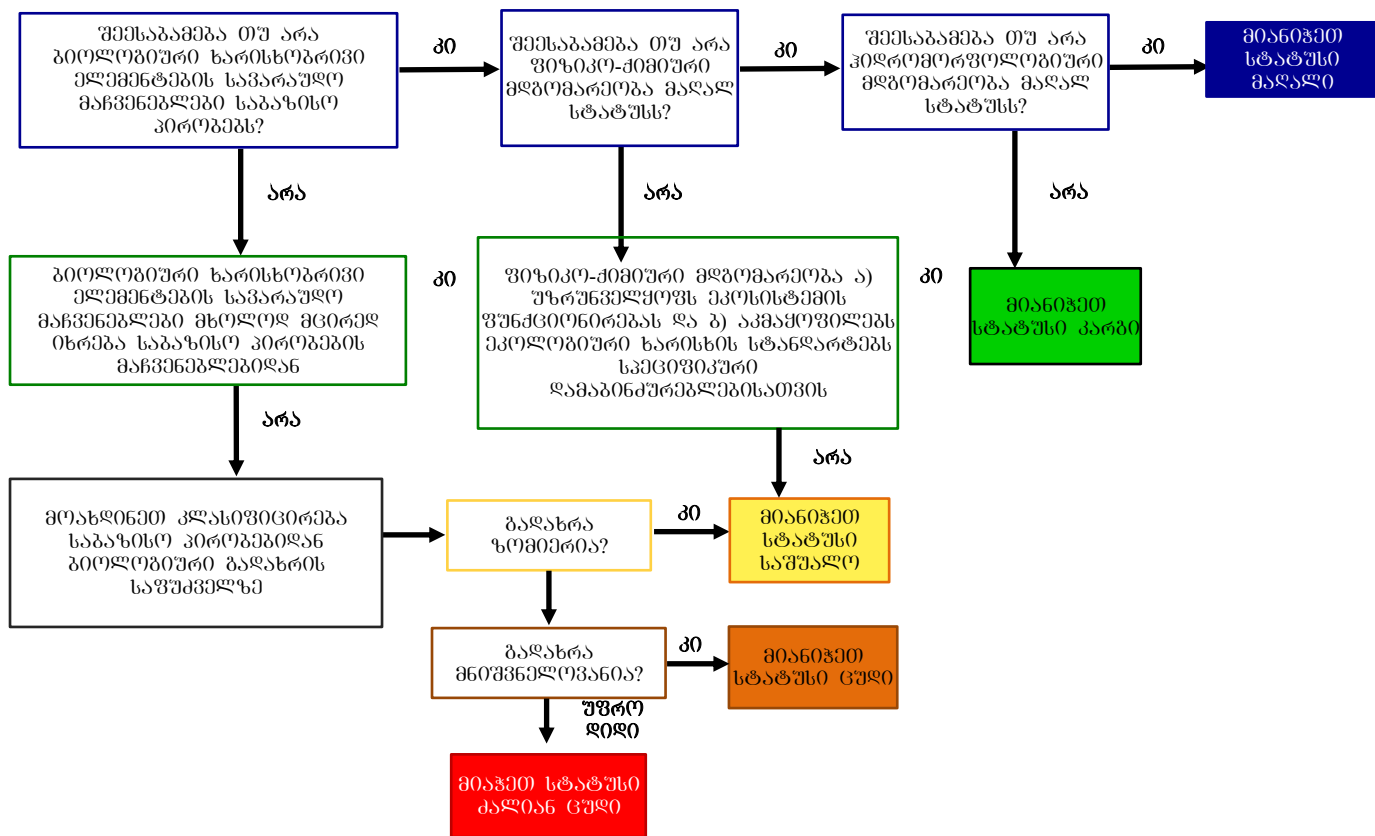 შეესაბამება თუ არა
ბიოლოგიური ხარისხობრივი
ელემენტების სავარაუდო
მაჩვენებლები საბაზისო
პირობებს?
კი
შეესაბამება თუ არა
ფიზიკო-ქიმიური
მდგომარეობა მაღალ
სტატუსს?
კი
შეესაბამება თუ არა
ჰიდრომორფოლოგიური
მდგომარეობა მაღალ
სტატუსს?
კი
მიანიჭეთ
სტატუსი
მაღალი
არა
არა
არა
ბიოლოგიური ხარისხობრივი
ელემენტების სავარაუდო
მაჩვენებლები მხოლოდ მცირედ
იხრება საბაზისო პირობების
მაჩვენებლებიდან
კი
ფიზიკო-ქიმიური მდგომარეობა ა)
უზრუნველყოფს ეკოსისტემის
ფუნქციონირებას და ბ) აკმაყოფილებს
ეკოლოგიური ხარისხის სტანდარტებს
სპეციფიკური
დამაბინძურებლებისათვის
კი
მიანიჭეთ
სტატუსი კარგი
არა
არა
მოახდინეთ კლასიფიცირება
საბაზისო პირობებიდან
ბიოლოგიური გადახრის
საფუძველზე
გადახრა
ზომიერია?
კი
მიანიჭეთ
სტატუსი
საშუალო
გადახრა
მნიშვნელოვანია?
კი
მიანიჭეთ
სტატუსი ცუდი
უფრო
დიდი
მიაჭეთ სტატუსი
ძალიან ცუდი